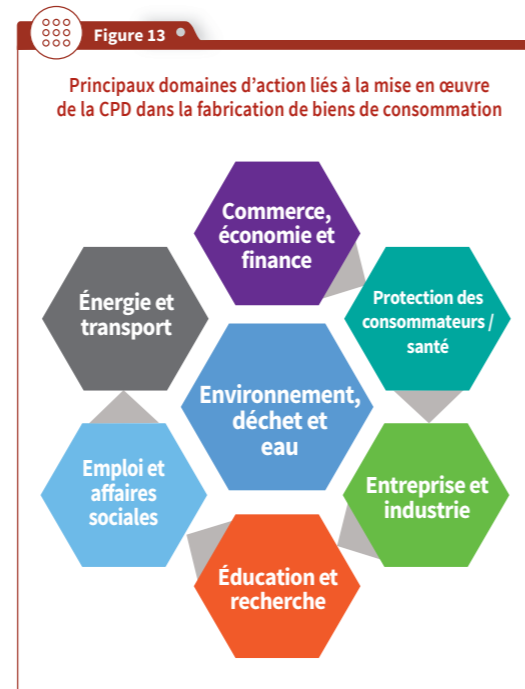 Figure 13
Principaux domaines d’action liés à la mise en œuvre
de la CPD dans la fabrication de biens de consommation
Commerce,
économie et
finance
Protection des
consommateurs /
santé
Énergie et
transport
Environnement,
déchet et
eau
Emploi et
affaires
sociales
Entreprise et
industrie
Éducation et
recherche